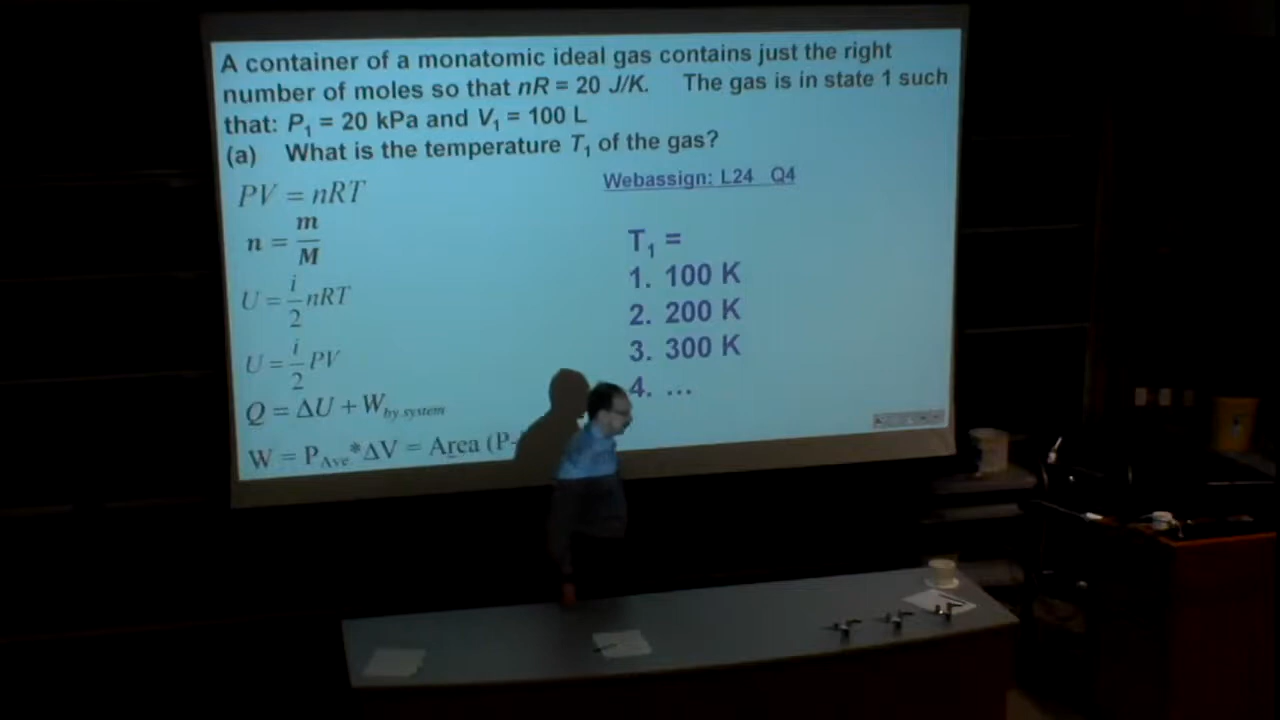 A container of a monatomic ideal gas contains just the right
number of moles so that nR = 20 J/K. The gas is in state 1 such
that: P₁ = 20 kPa and V₁ = 100 L
(a) What is the temperature T₁ of the gas?
Webassign: L24 Q4
PV = nRT
n = m/M
U = i/2 nRT
U = i/2 PV
Q = ΔU + W by system
W = P Ave *ΔV = Area (P-
T₁ =
1. 100 K
2. 200 K
3. 300 K
4. ...